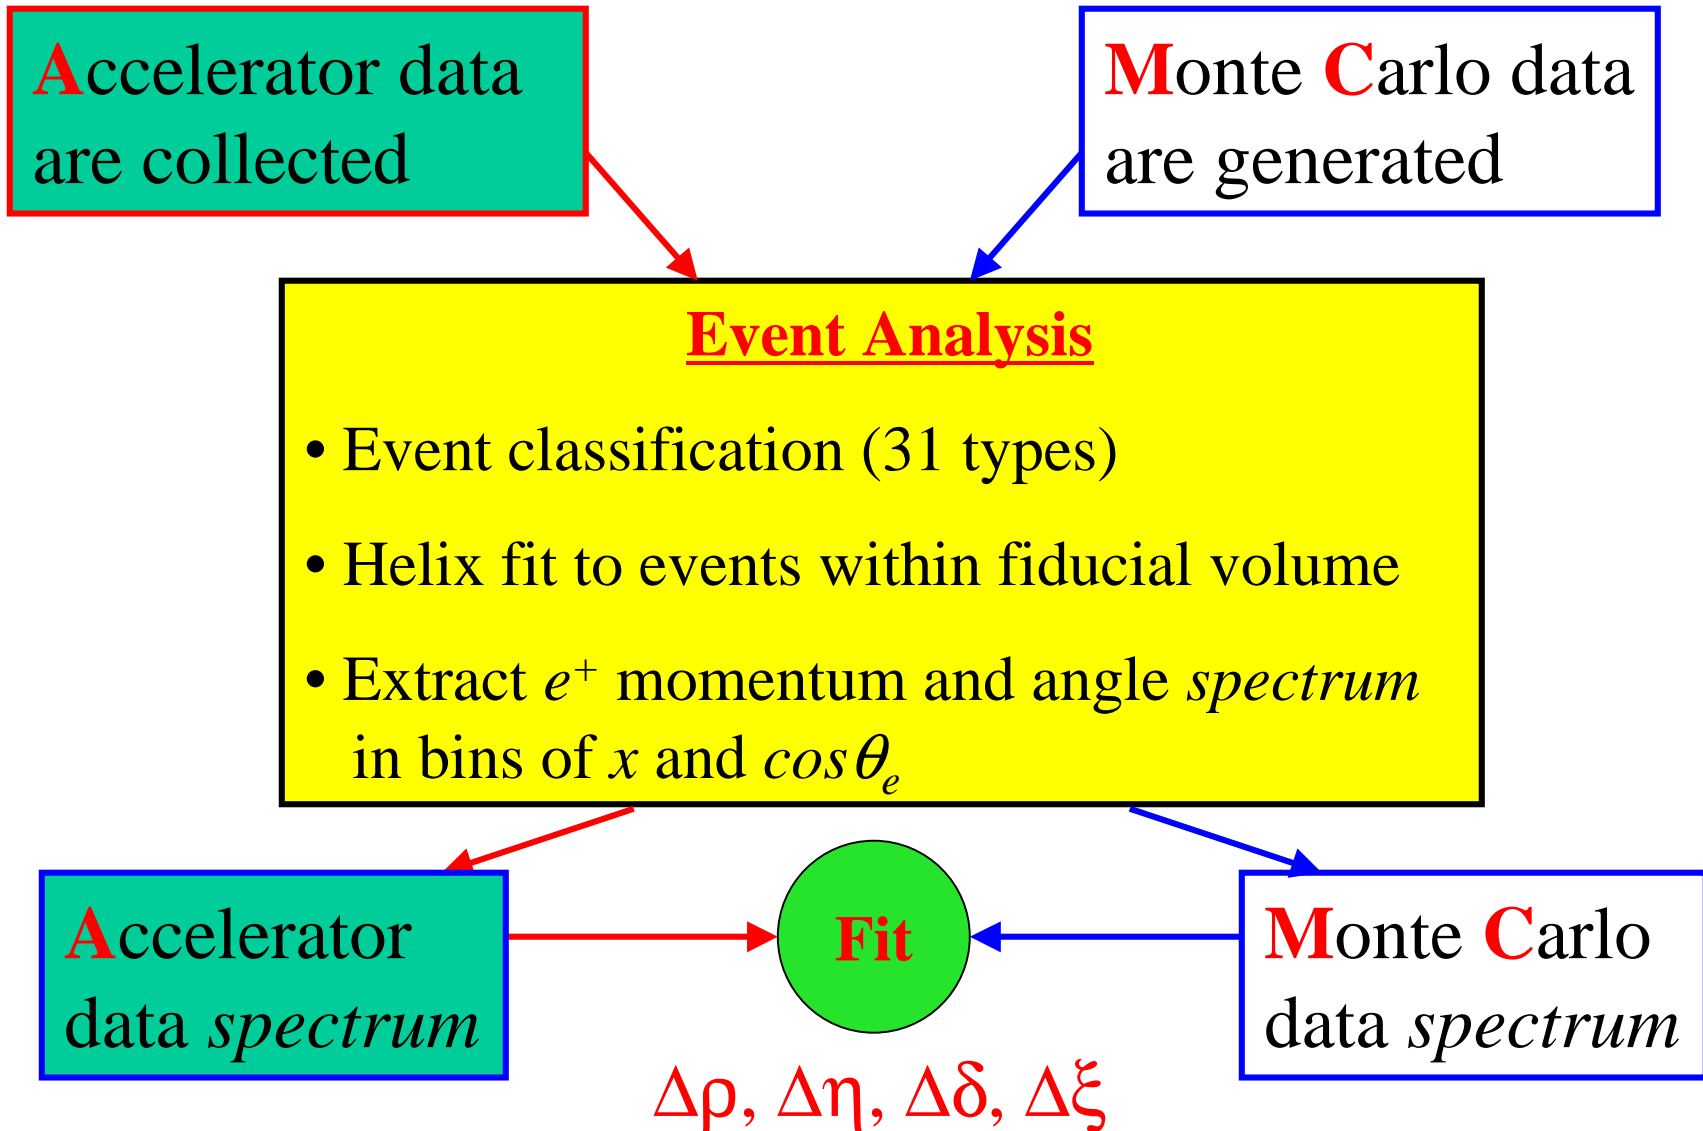 Accelerator data
are collected
Monte Carlo data
are generated
Event Analysis
• Event classification (31 types)
• Helix fit to events within fiducial volume
• Extract e⁺ momentum and angle spectrum
in bins of x and cosθₑ
Accelerator
data spectrum
Fit
Monte Carlo
data spectrum
Δρ, Δη, Δδ, Δξ